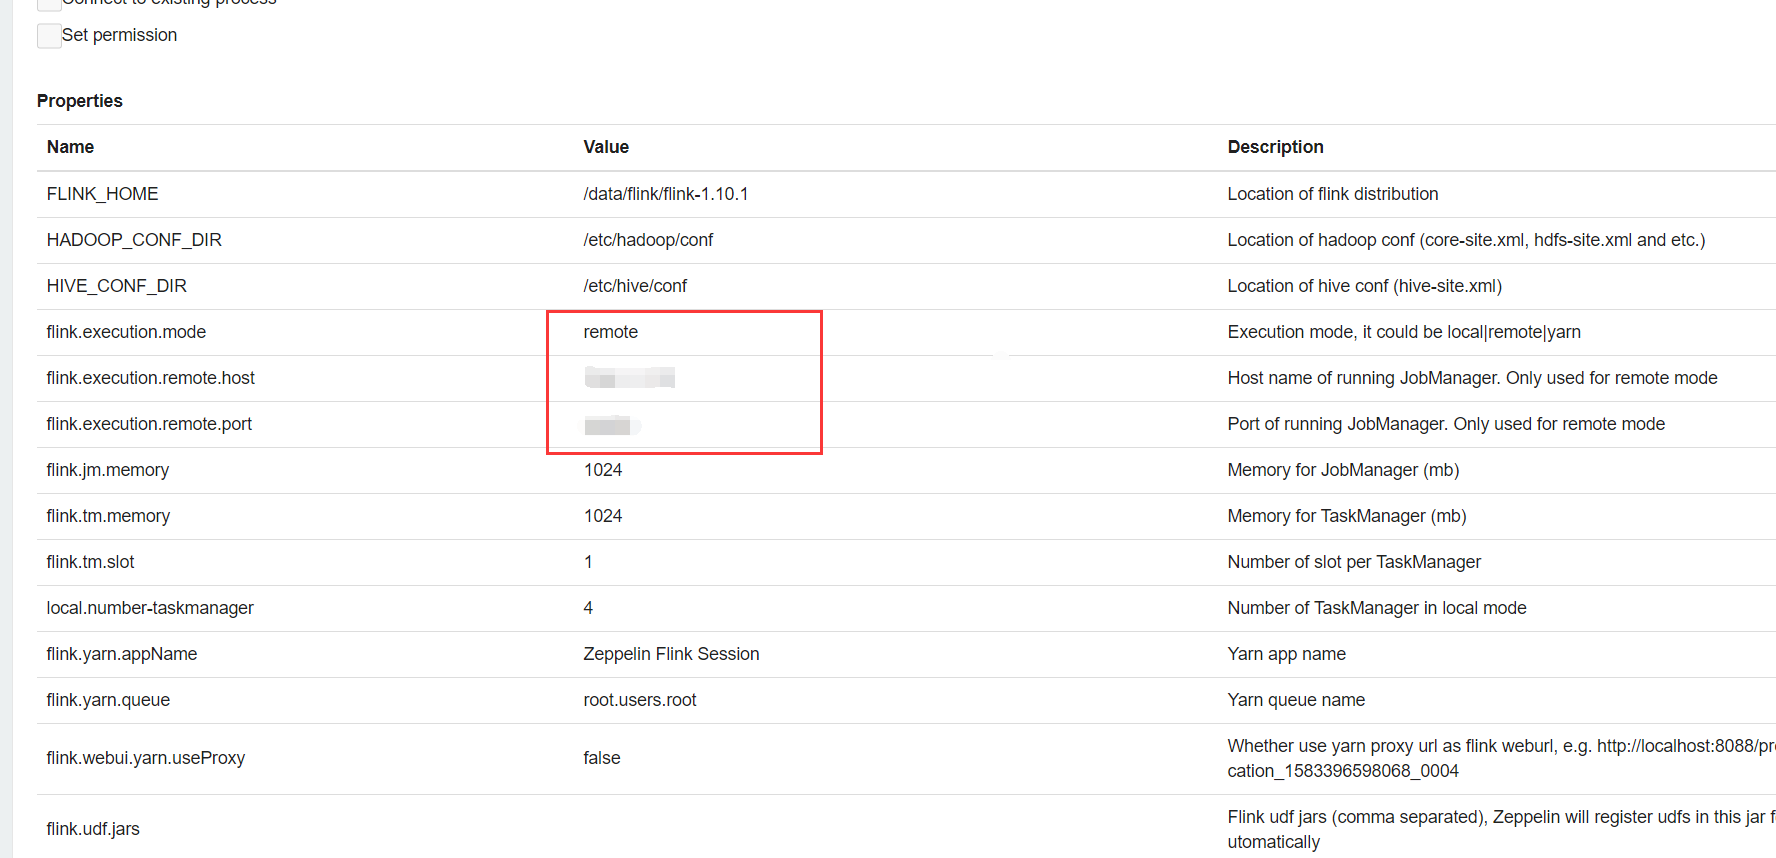 Connect to existing process
Set permission
Properties
Name Value Description
FLINK_HOME /data/flink/flink-1.10.1 Location of flink distribution
HADOOP_CONF_DIR /etc/hadoop/conf Location of hadoop conf (core-site.xml, hdfs-site.xml and etc.)
HIVE_CONF_DIR /etc/hive/conf Location of hive conf (hive-site.xml)
flink.execution.mode remote Execution mode, it could be local|remote|yarn
flink.execution.remote.host Host name of running JobManager. Only used for remote mode
flink.execution.remote.port Port of running JobManager. Only used for remote mode
flink.jm.memory 1024 Memory for JobManager (mb)
flink.tm.memory 1024 Memory for TaskManager (mb)
flink.tm.slot 1 Number of slot per TaskManager
local.number-taskmanager 4 Number of TaskManager in local mode
flink.yarn.appName Zeppelin Flink Session Yarn app name
flink.yarn.queue root.users.root Yarn queue name
flink.webui.yarn.useProxy false Whether use yarn proxy url as flink weburl, e.g. http://localhost:8088/pr
cation_1583396598068_0004
flink.udf.jars Flink udf jars (comma separated), Zeppelin will register udfs in this jar
utomatically